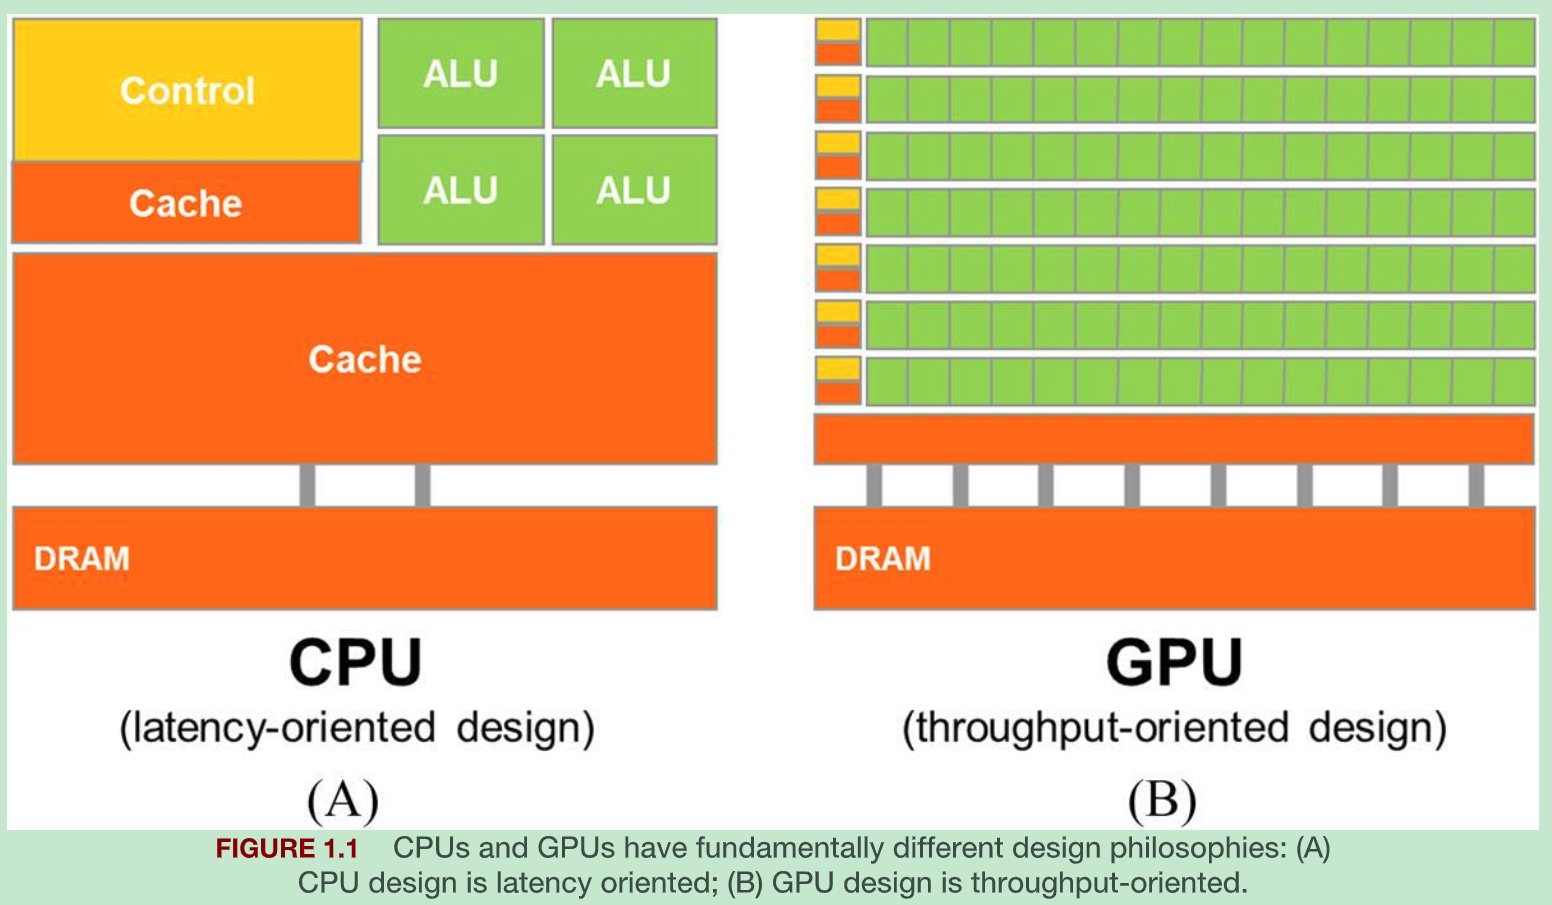 Control
ALU ALU
Cache
ALU ALU
Cache
DRAM
CPU
(latency-oriented design)
(A)
DRAM
GPU
(throughput-oriented design)
(B)
FIGURE 1.1 CPUs and GPUs have fundamentally different design philosophies: (A)
CPU design is latency oriented; (B) GPU design is throughput-oriented.